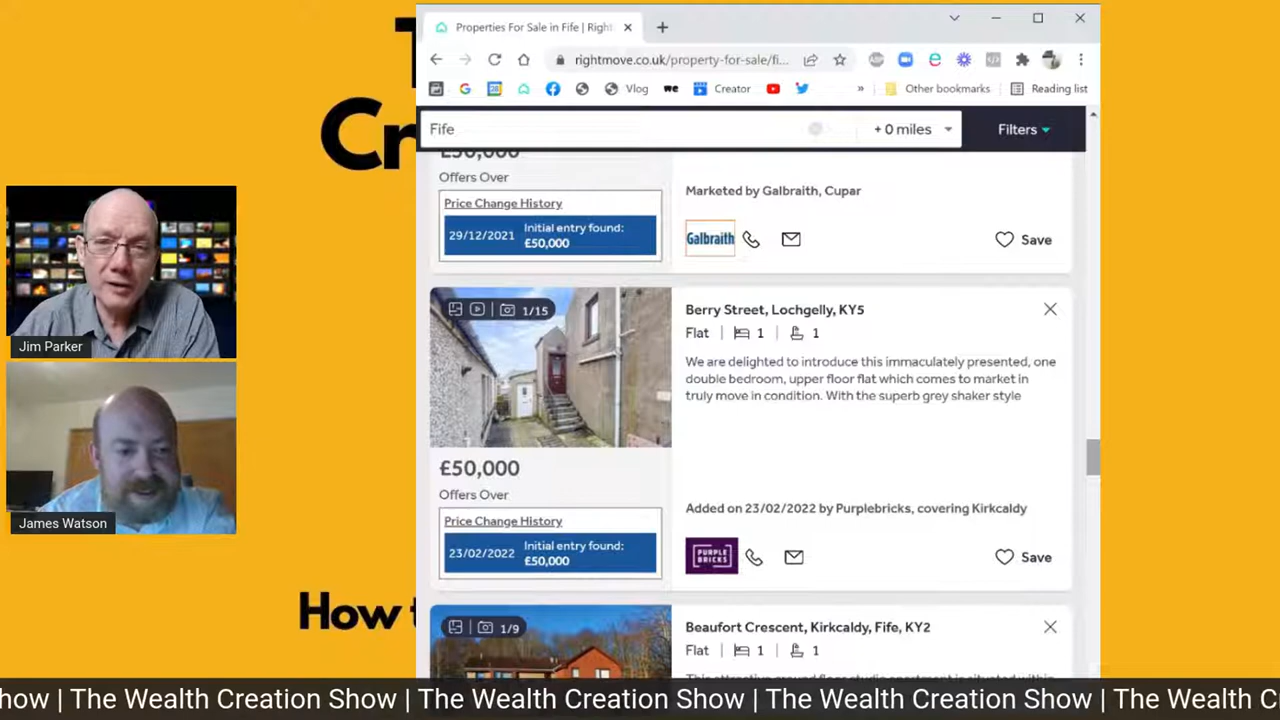 Properties For Sale in Fife | Right
rightmove.co.uk/property-for-sale/fi...
Vlog
Creator
Other bookmarks
Reading list
Fife
+ 0 miles
Filters
£50,000
Offers Over
Price Change History
29/12/2021
Initial entry found:
£50,000
Marketed by Galbraith, Cupar
Galbraith
Save
1/15
Berry Street, Lochgelly, KY5
Flat | 1 | 1
We are delighted to introduce this immaculately presented, one
double bedroom, upper floor flat which comes to market in
truly move in condition. With the superb grey shaker style
£50,000
Offers Over
Price Change History
23/02/2022
Initial entry found:
£50,000
Added on 23/02/2022 by Purplebricks, covering Kirkcaldy
PURPLE
BRICKS
Save
1/9
Beaufort Crescent, Kirkcaldy, Fife, KY2
Flat | 1 | 1
T
Cr
How t
Jim Parker
James Watson
how | The Wealth Creation Show | The Wealth Creation Show | The Wealth Creation Show | The Wealth C